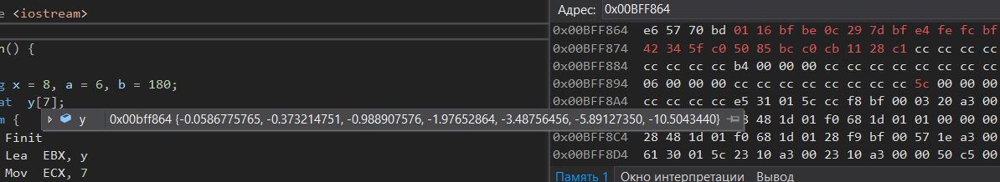 e <iostream>
n() {
g x = 8, a = 6, b = 180;
at y[7];
m {
y 0x00bff864 {-0.0586775765, -0.373214751, -0.988907576, -1.97652864, -3.48756456, -5.89127350, -10.5043440}
Finit
Lea EBX, y
Mov ECX, 7
Адрес: 0x00BFF864
0x00BFF864 e6 57 70 bd 01 16 bf be 0c 29 7d bf e4 fe fc bf
0x00BFF874 42 34 5f c0 50 85 bc c0 cb 11 28 c1 cc cc cc cc
0x00BFF884 cc cc cc cc b4 00 00 00 cc cc cc cc cc cc cc cc
0x00BFF894 06 00 00 00 cc cc cc cc cc cc cc cc 5c 00 00 00
0x00BFF8A4 cc cc cc cc e5 31 01 5c cc f8 bf 00 03 20 a3 00
48 1d 01 f0 68 1d 01 01 00 00 00
0x00BFF8C4 28 48 1d 01 f0 68 1d 01 28 f9 bf 00 57 1e a3 00
0x00BFF8D4 61 30 01 5c 23 10 a3 00 23 10 a3 00 00 50 c5 00
Память 1 Окно интерпретации Вывод